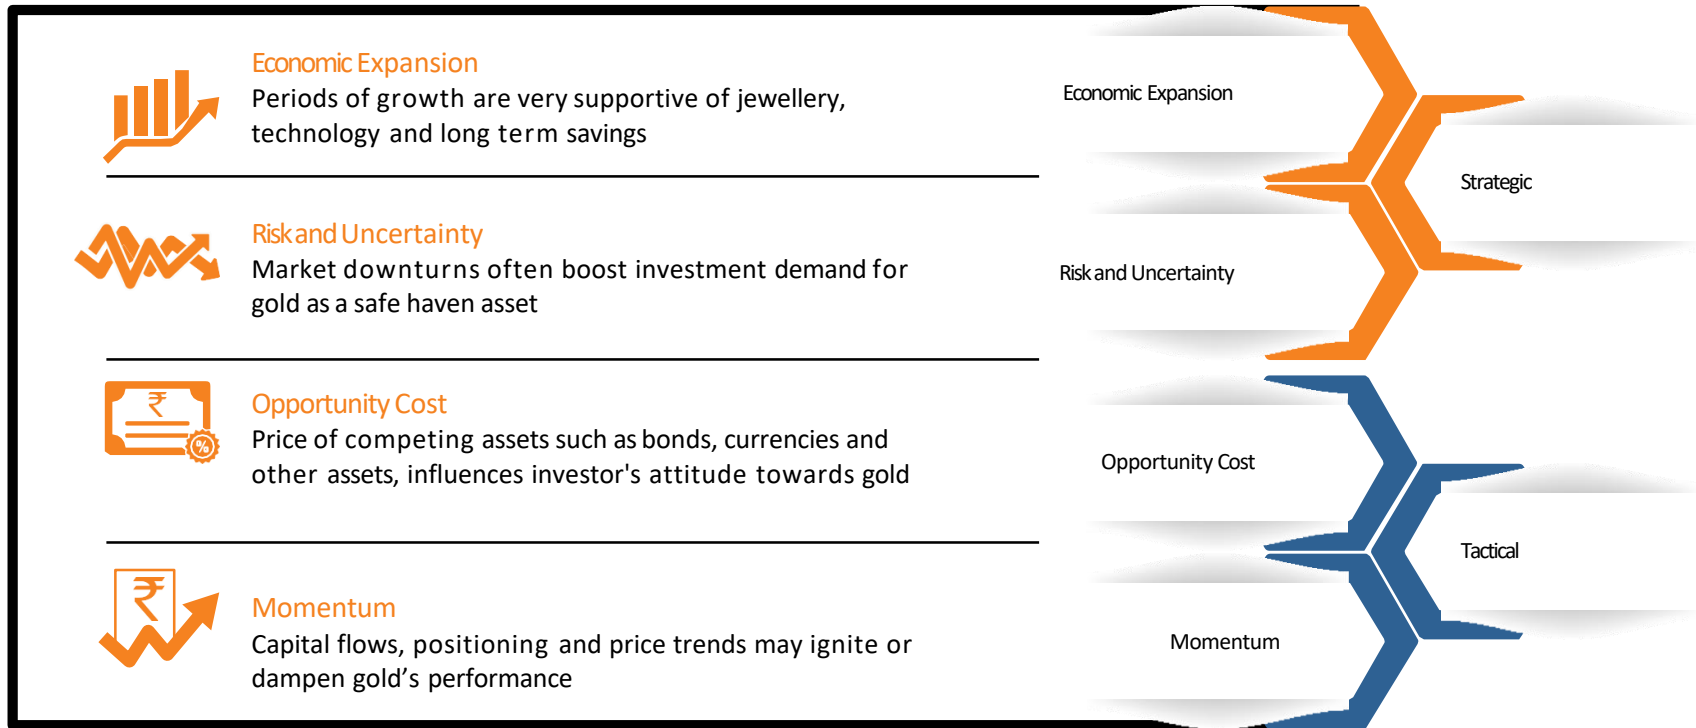 Economic Expansion
Periods of growth are very supportive of jewellery,
technology and long term savings
Risk and Uncertainty
Market downturns often boost investment demand for
gold as a safe haven asset
₹
%
Opportunity Cost
Price of competing assets such as bonds, currencies and
other assets, influences investor's attitude towards gold
₹
Momentum
Capital flows, positioning and price trends may ignite or
dampen gold’s performance
Economic Expansion
Strategic
Risk and Uncertainty
Opportunity Cost
Tactical
Momentum